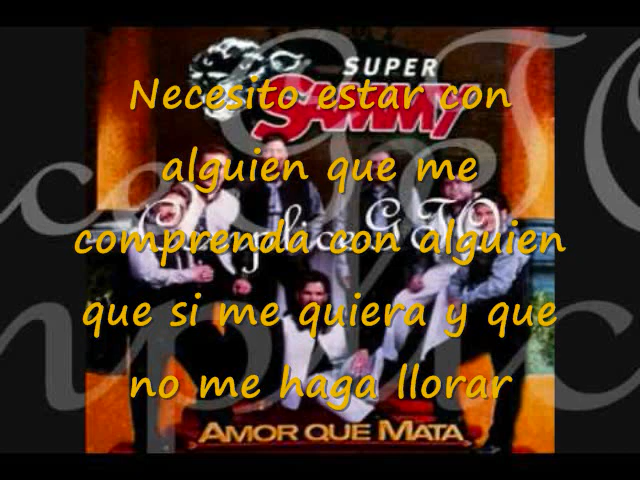 SUPER
SAMMY
Necesito estar con
alguien que me
comprenda con alguien
que si me quiera y que
no me haga llorar
AMOR QUE MATA